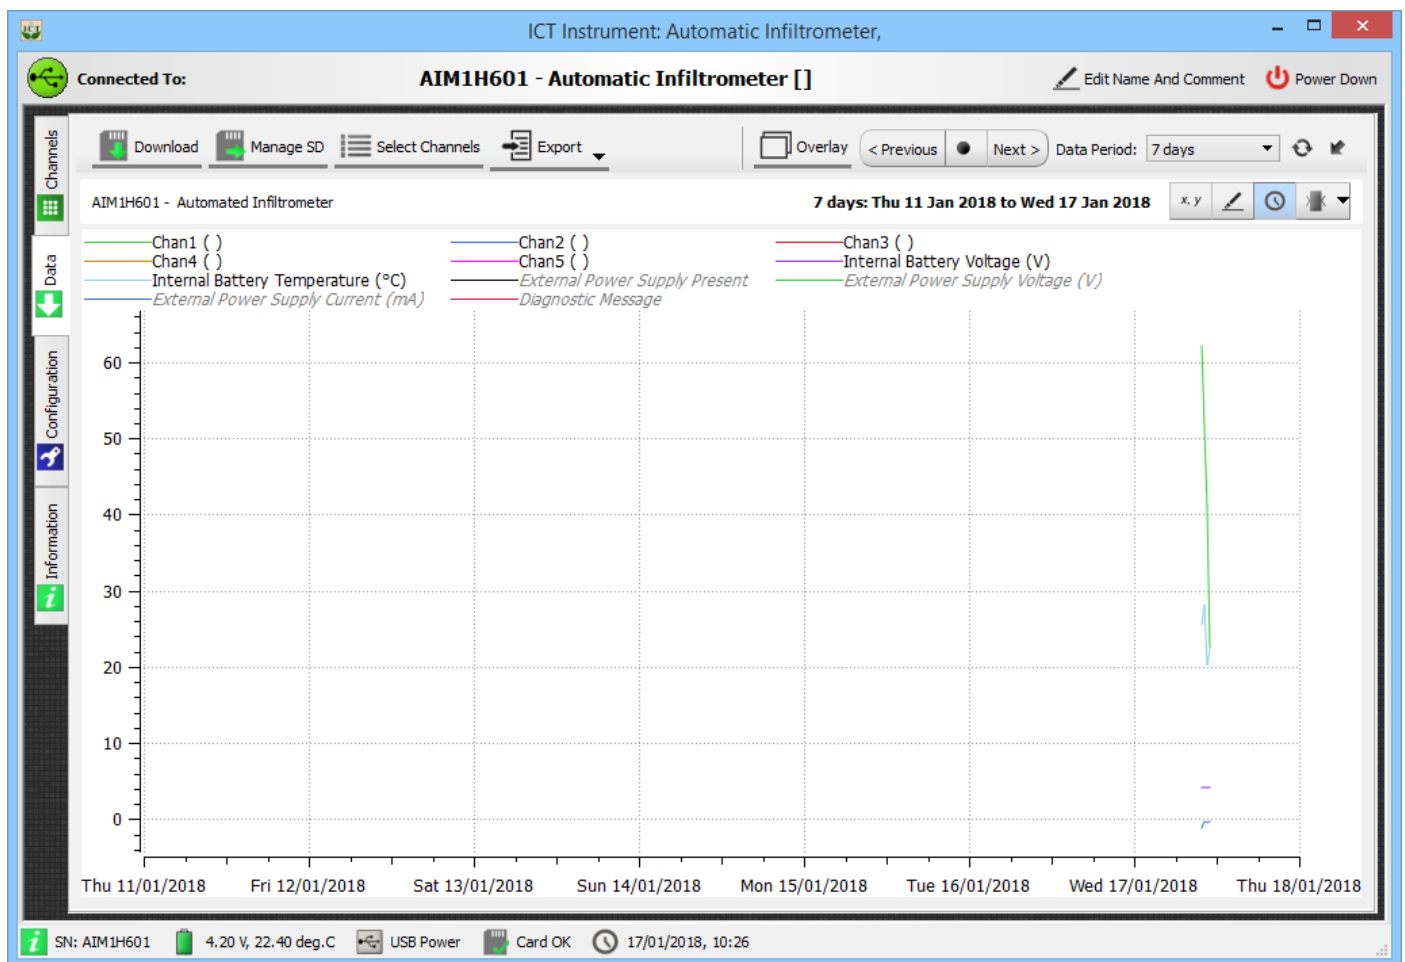 ICT Instrument: Automatic Infiltrometer,
Connected To: AIM1H601 - Automatic Infiltrometer [] Edit Name And Comment Power Down
Channels
Data
Configuration
Information
Download Manage SD Select Channels Export Overlay < Previous Next > Data Period: 7 days
AIM1H601 - Automated Infiltrometer 7 days: Thu 11 Jan 2018 to Wed 17 Jan 2018 x, y
Chan1 ( ) Chan2 ( ) Chan3 ( )
Chan4 ( ) Chan5 ( ) Internal Battery Voltage (V)
Internal Battery Temperature (°C) External Power Supply Present External Power Supply Voltage (V)
External Power Supply Current (mA) Diagnostic Message
60
50
40
30
20
10
0
Thu 11/01/2018 Fri 12/01/2018 Sat 13/01/2018 Sun 14/01/2018 Mon 15/01/2018 Tue 16/01/2018 Wed 17/01/2018 Thu 18/01/2018
SN: AIM1H601 4.20 V, 22.40 deg.C USB Power Card OK 17/01/2018, 10:26